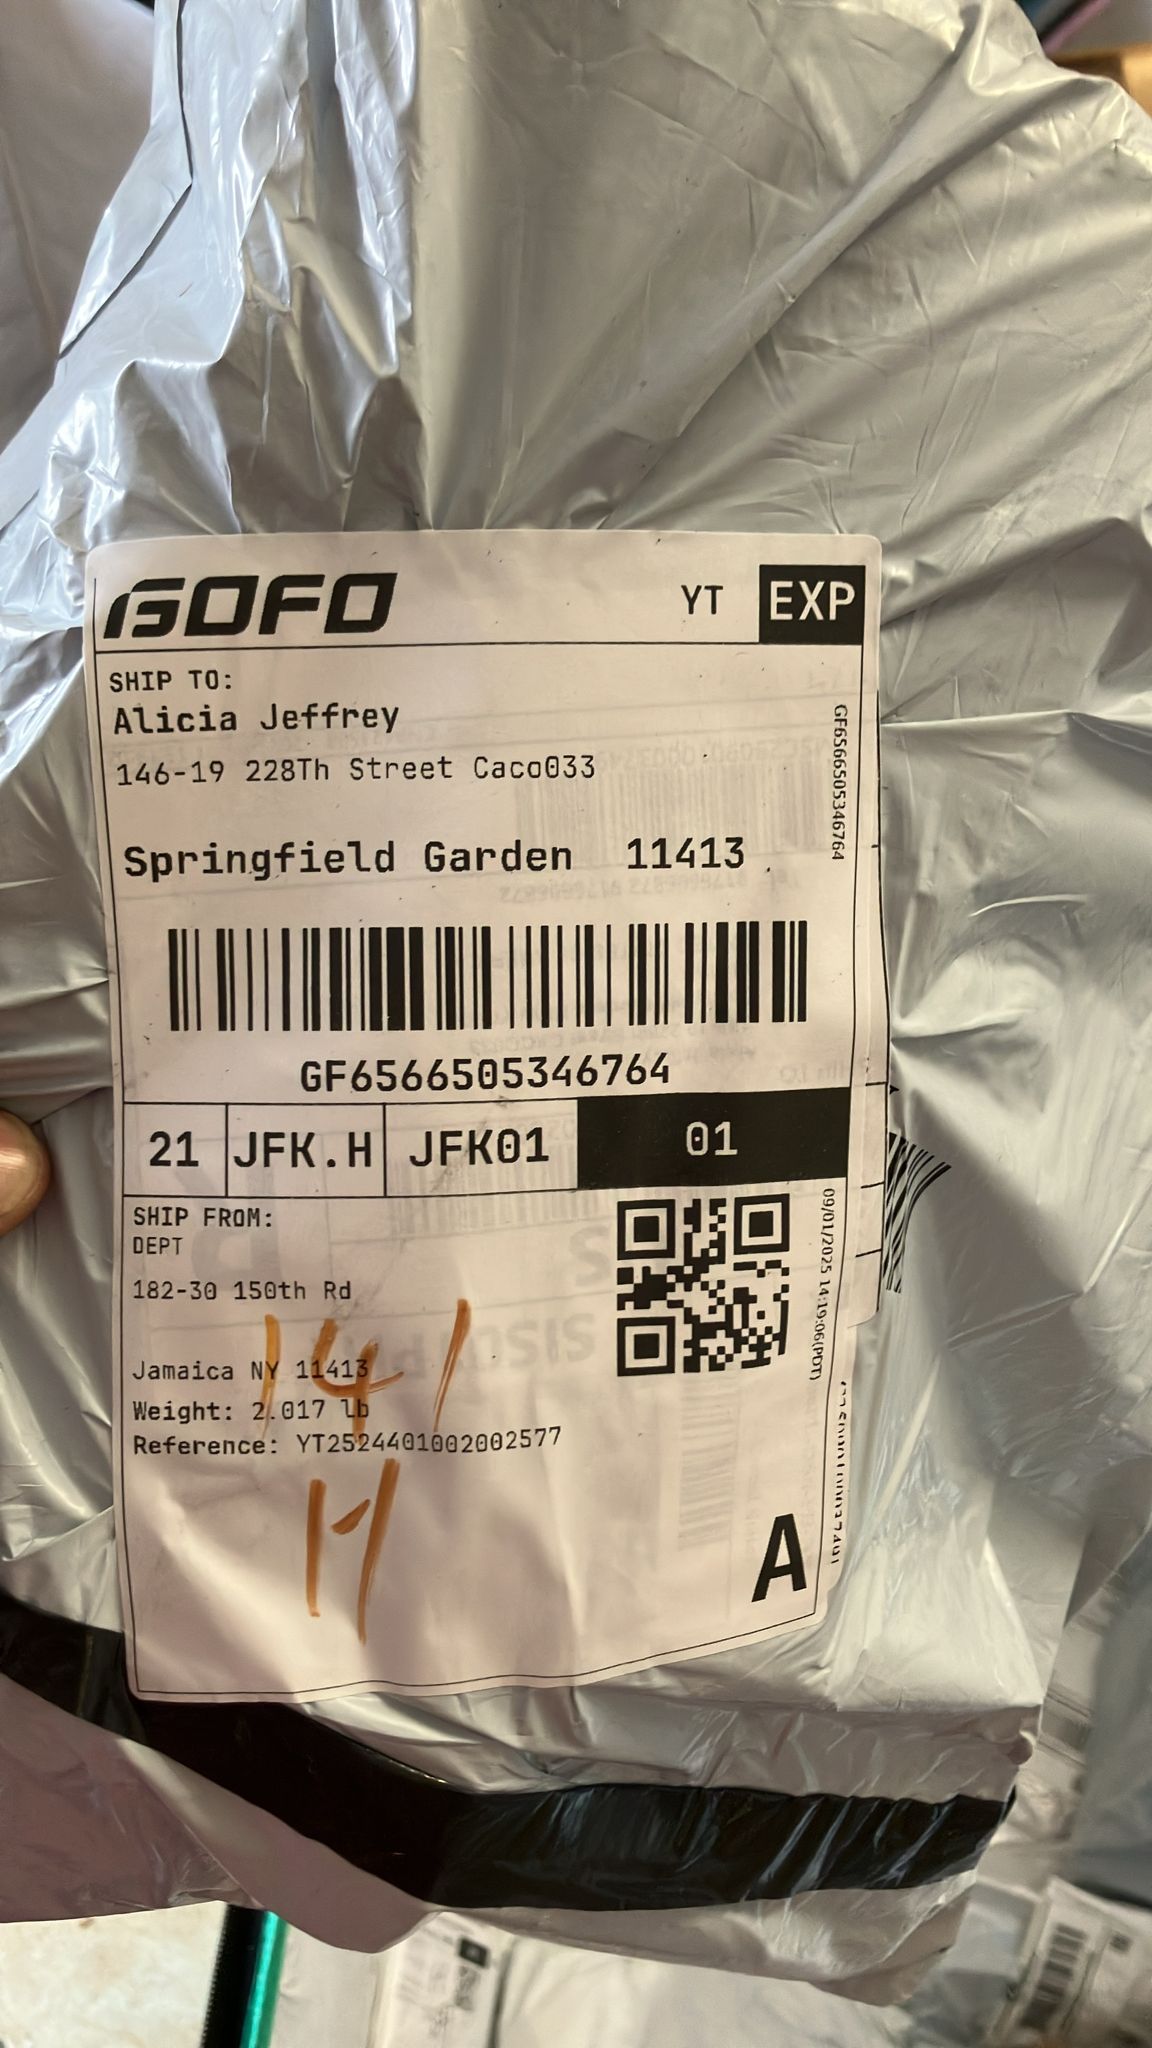 GOFO YT EXP
SHIP TO:
Alicia Jeffrey
146-19 228Th Street Caco033
Springfield Garden 11413
GF6566505346764
GF6566505346764
21 JFK.H JFK01 01
SHIP FROM:
DEPT
182-30 150th Rd
Jamaica NY 11413
Weight: 2.017 lb
Reference: YT2524401002002577
09/01/2025 14:19:06(PDT)
141
H
A